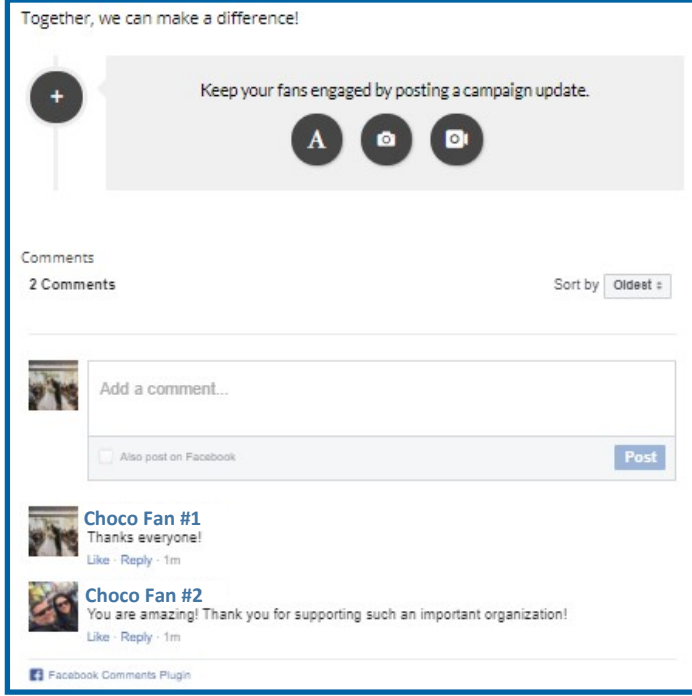 Together, we can make a difference!
+
Keep your fans engaged by posting a campaign update.
A
Comments
2 Comments
Sort by Oldest
Add a comment...
Also post on Facebook
Post
Choco Fan #1
Thanks everyone!
Like · Reply · 1m
Choco Fan #2
You are amazing! Thank you for supporting such an important organization!
Like · Reply · 1m
Facebook Comments Plugin